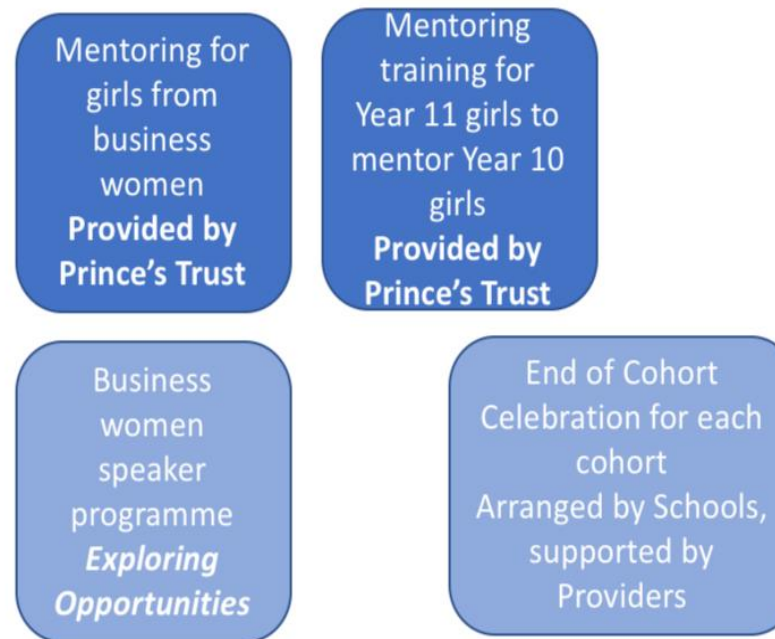 Mentoring for
girls from
business
women
Provided by
Prince's Trust
Mentoring
training for
Year 11 girls to
mentor Year 10
girls
Provided by
Prince's Trust
Business
women
speaker
programme
Exploring
Opportunities
End of Cohort
Celebration for each
cohort
Arranged by Schools,
supported by
Providers